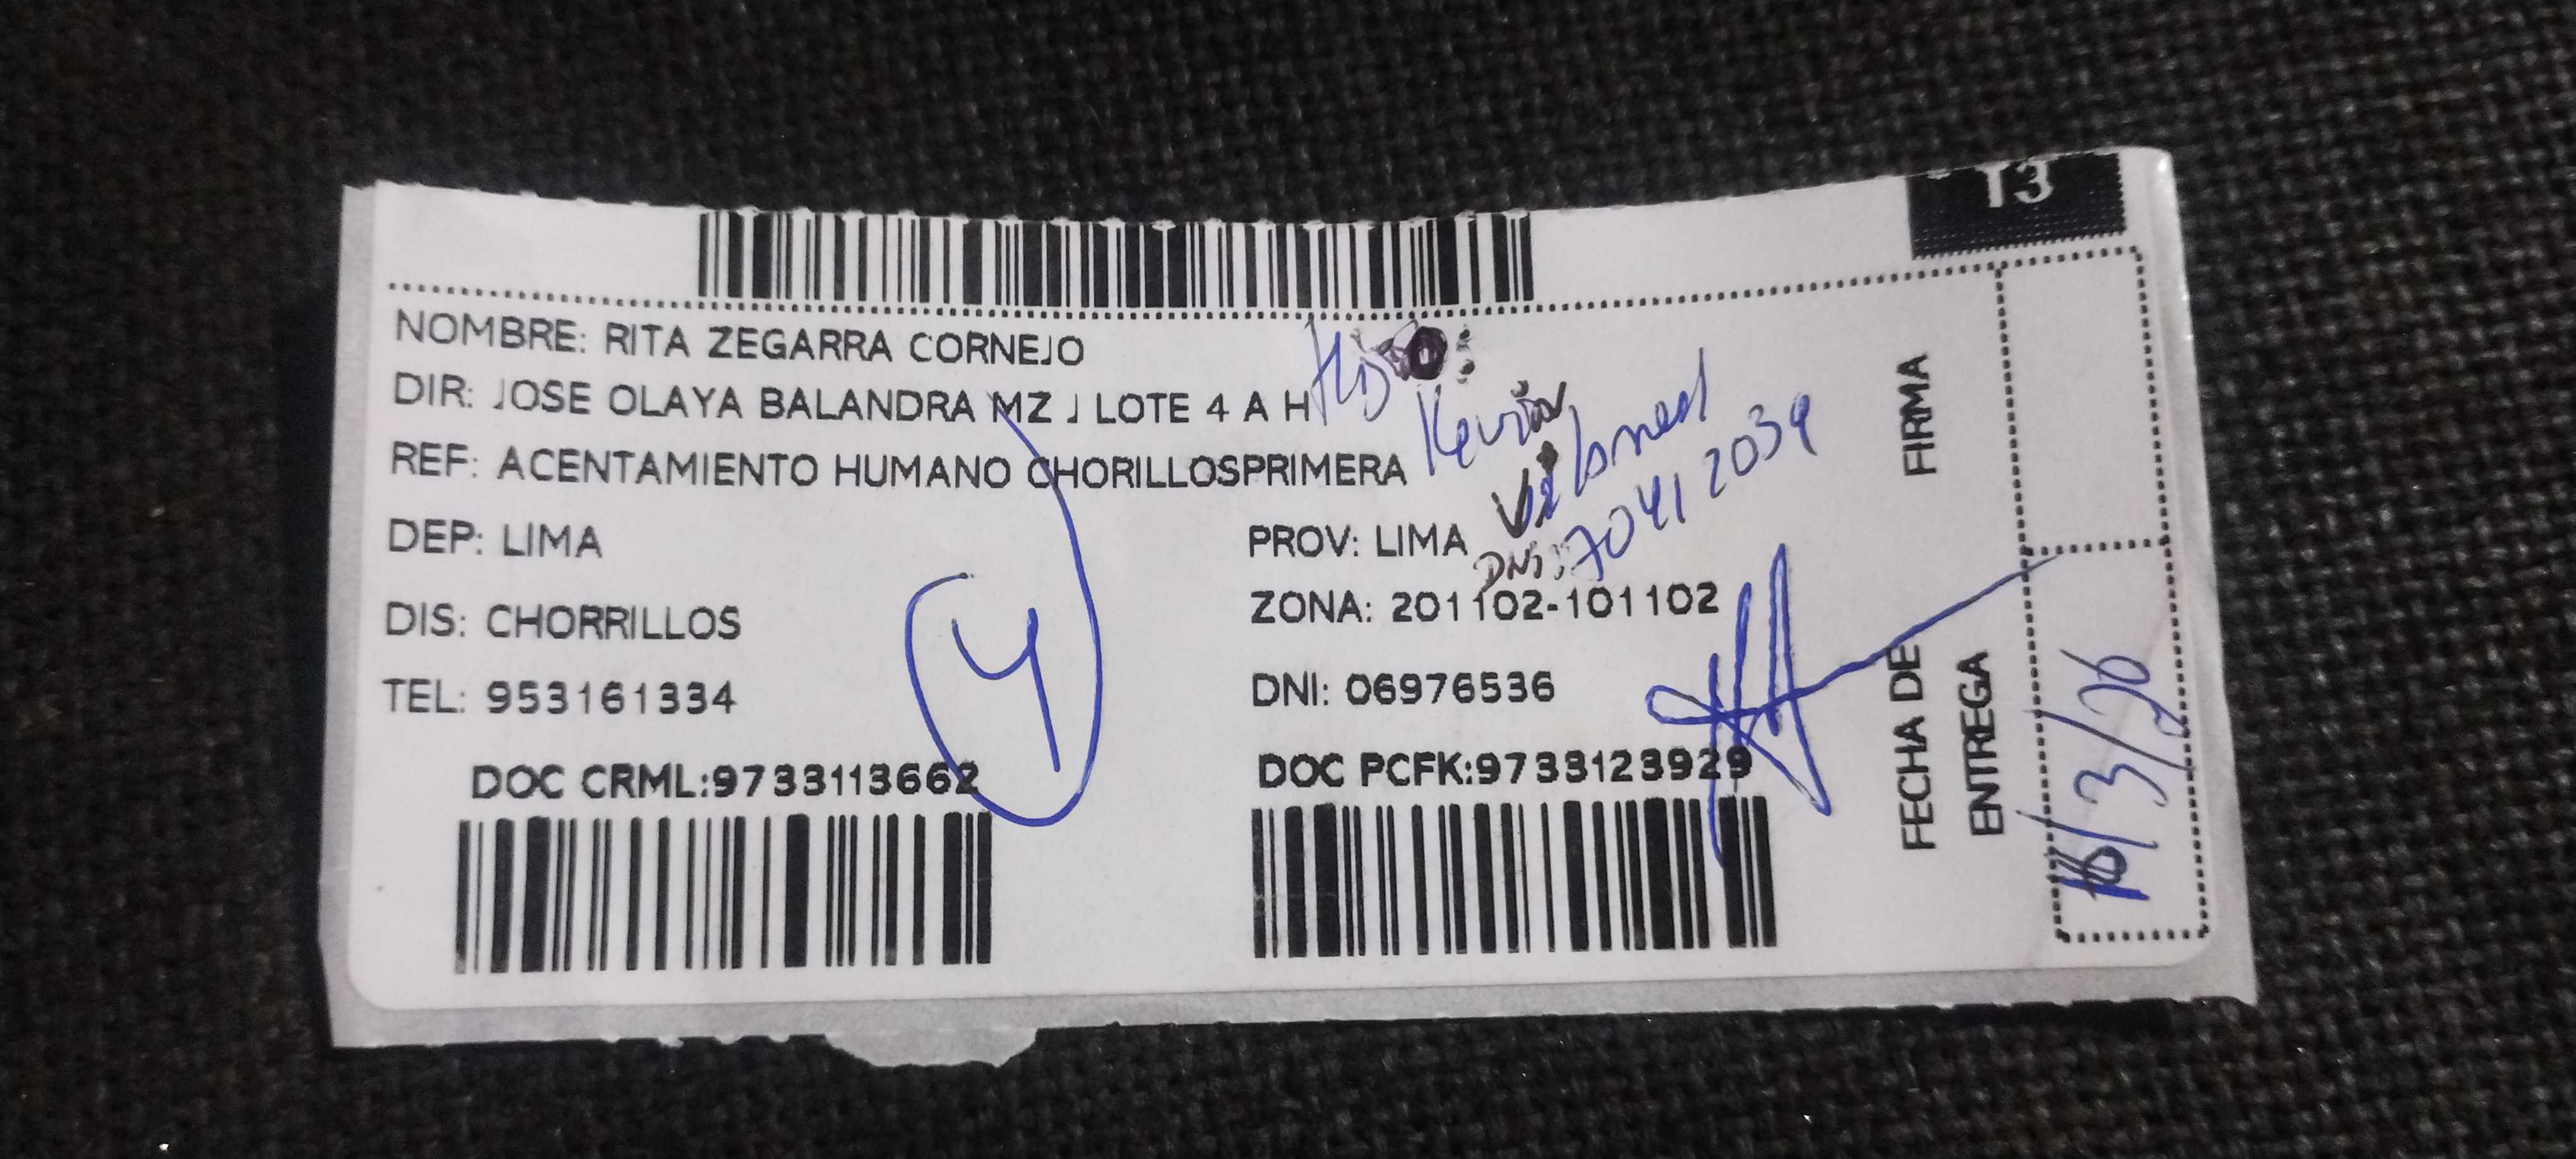 T3
NOMBRE: RITA ZEGARRA CORNEJO
DIR: JOSE OLAYA BALANDRA MZ J LOTE 4 A H
REF: ACENTAMIENTO HUMANO CHORILLOSPRIMERA
DEP: LIMA
PROV: LIMA
DNI: 70412039
DIS: CHORRILLOS
ZONA: 201102-101102
TEL: 953161334
DNI: 06976536
4
DOC CRML:9733113662
DOC PCFK:9733123929
FIRMA
FECHA DE
ENTREGA